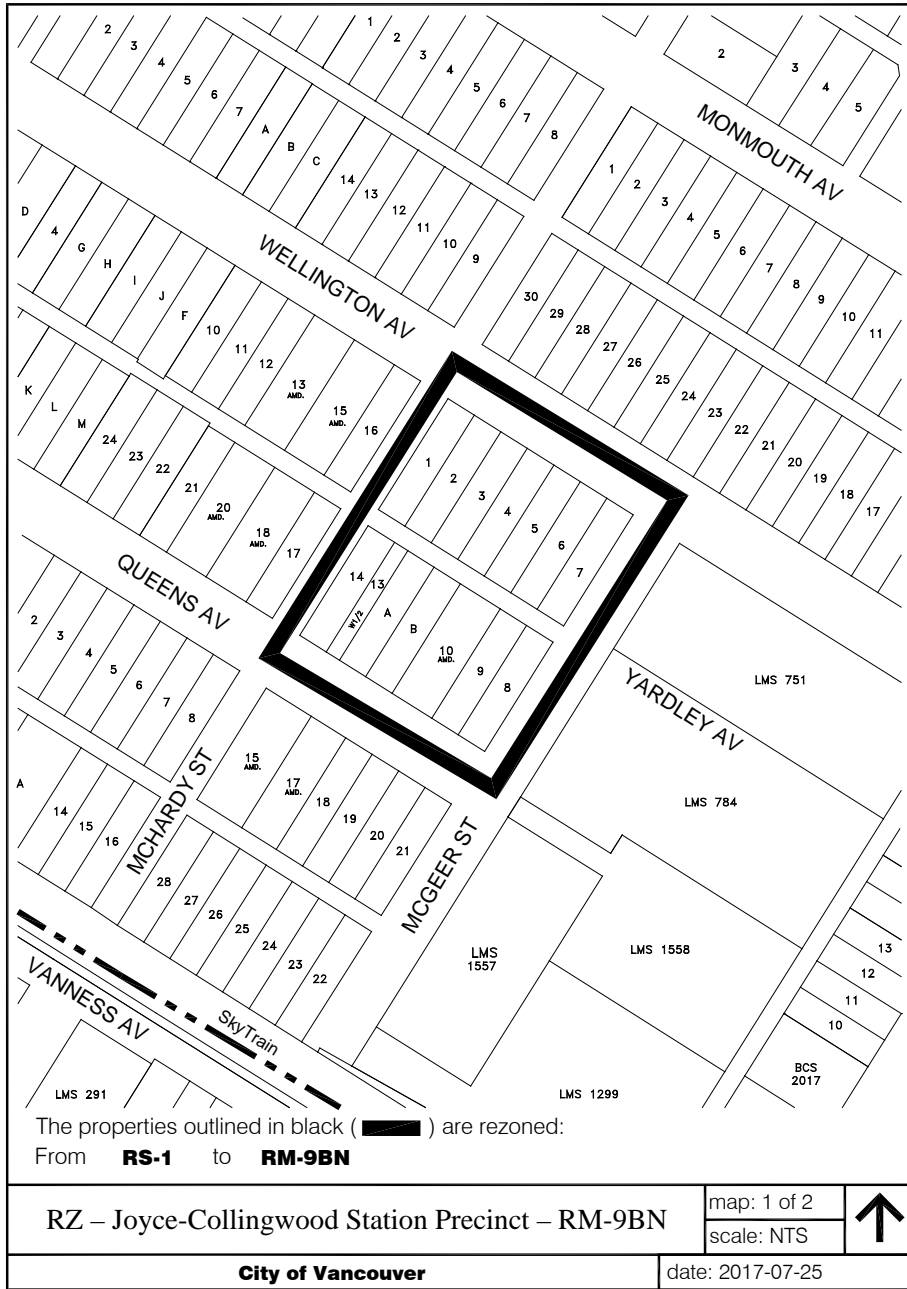 2
3
4
5
6
7
A
B
C
14
13
12
11
10
9
1
2
3
4
5
6
7
8
2
3
4
5
MONMOUTH AV
1
2
3
4
5
6
7
8
9
10
11
WELLINGTON AV
30
29
28
27
26
25
24
23
22
21
20
19
18
17
D
4
G
H
I
J
F
10
11
12
13
AMD.
15
AMD.
16
K
L
M
24
23
22
21
20
AMD.
18
AMD.
17
1
2
3
4
5
6
7
14
13
W1/2
A
B
10
AMD.
9
8
QUEENS AV
2
3
4
5
6
7
8
15
AMD.
17
AMD.
18
19
20
21
A
14
15
16
MCHARDY ST
28
27
26
25
24
23
22
MCGEER ST
YARDLEY AV
LMS 751
LMS 784
LMS
1557
LMS 1558
13
12
11
10
BCS
2017
LMS 1299
VANNESS AV
SkyTrain
LMS 291
The properties outlined in black ( ) are rezoned:
From RS-1 to RM-9BN
RZ – Joyce-Collingwood Station Precinct – RM-9BN
map: 1 of 2
scale: NTS
City of Vancouver
date: 2017-07-25